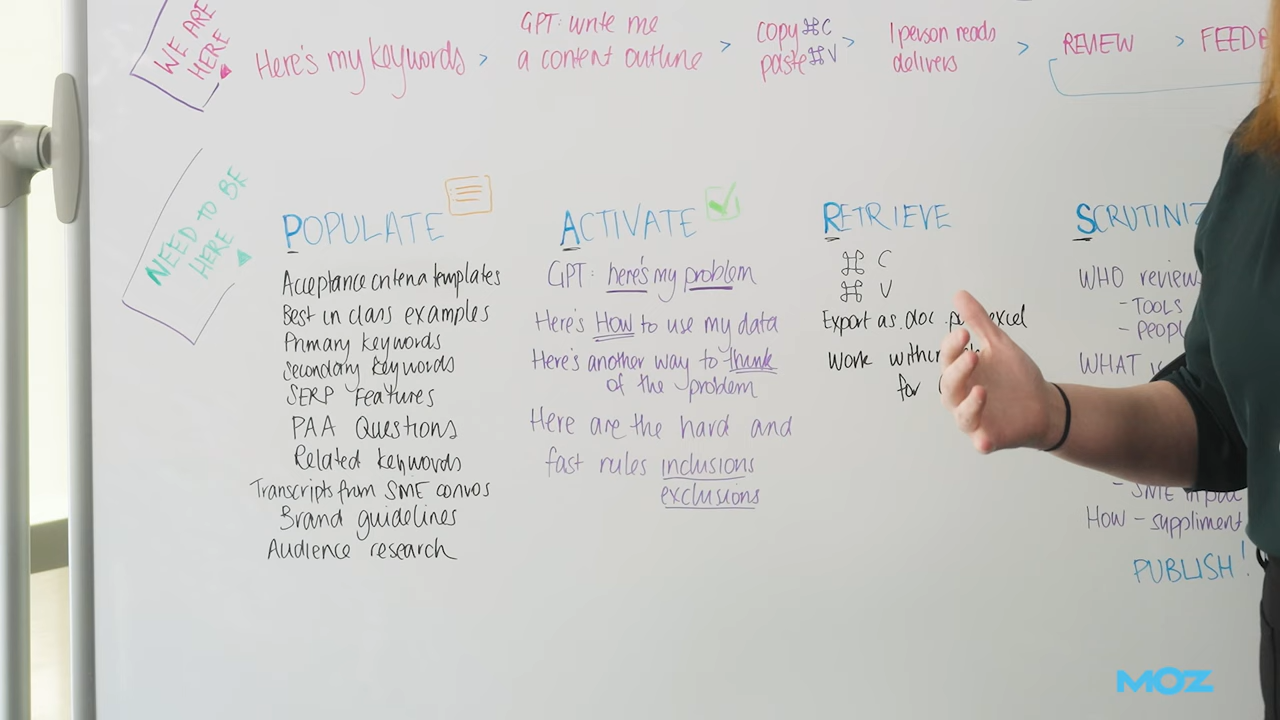 WE ARE
HERE
Here's my keywords >
GPT: write me
a content outline >
copy ⌘C
paste ⌘V >
1 person reads
delivers >
REVIEW > FEEDB
NEED TO BE
HERE
POPULATE
Acceptance criteria templates
Best in class examples
Primary keywords
Secondary keywords
SERP Features
PAA Questions
Related keywords
Transcripts from SME convos
Brand guidelines
Audience research
ACTIVATE
GPT: here's my problem
Here's HOW to use my data
Here's another way to think
of the problem
Here are the hard and
fast rules inclusions
exclusions
RETRIEVE
⌘ C
⌘ V
Export as .doc excel
Work within
for
SCRUTINIZ
WHO review
- TOOLS
- PEOPL
WHAT
- SME impact
HOW - suppliment
PUBLISH!
MOZ